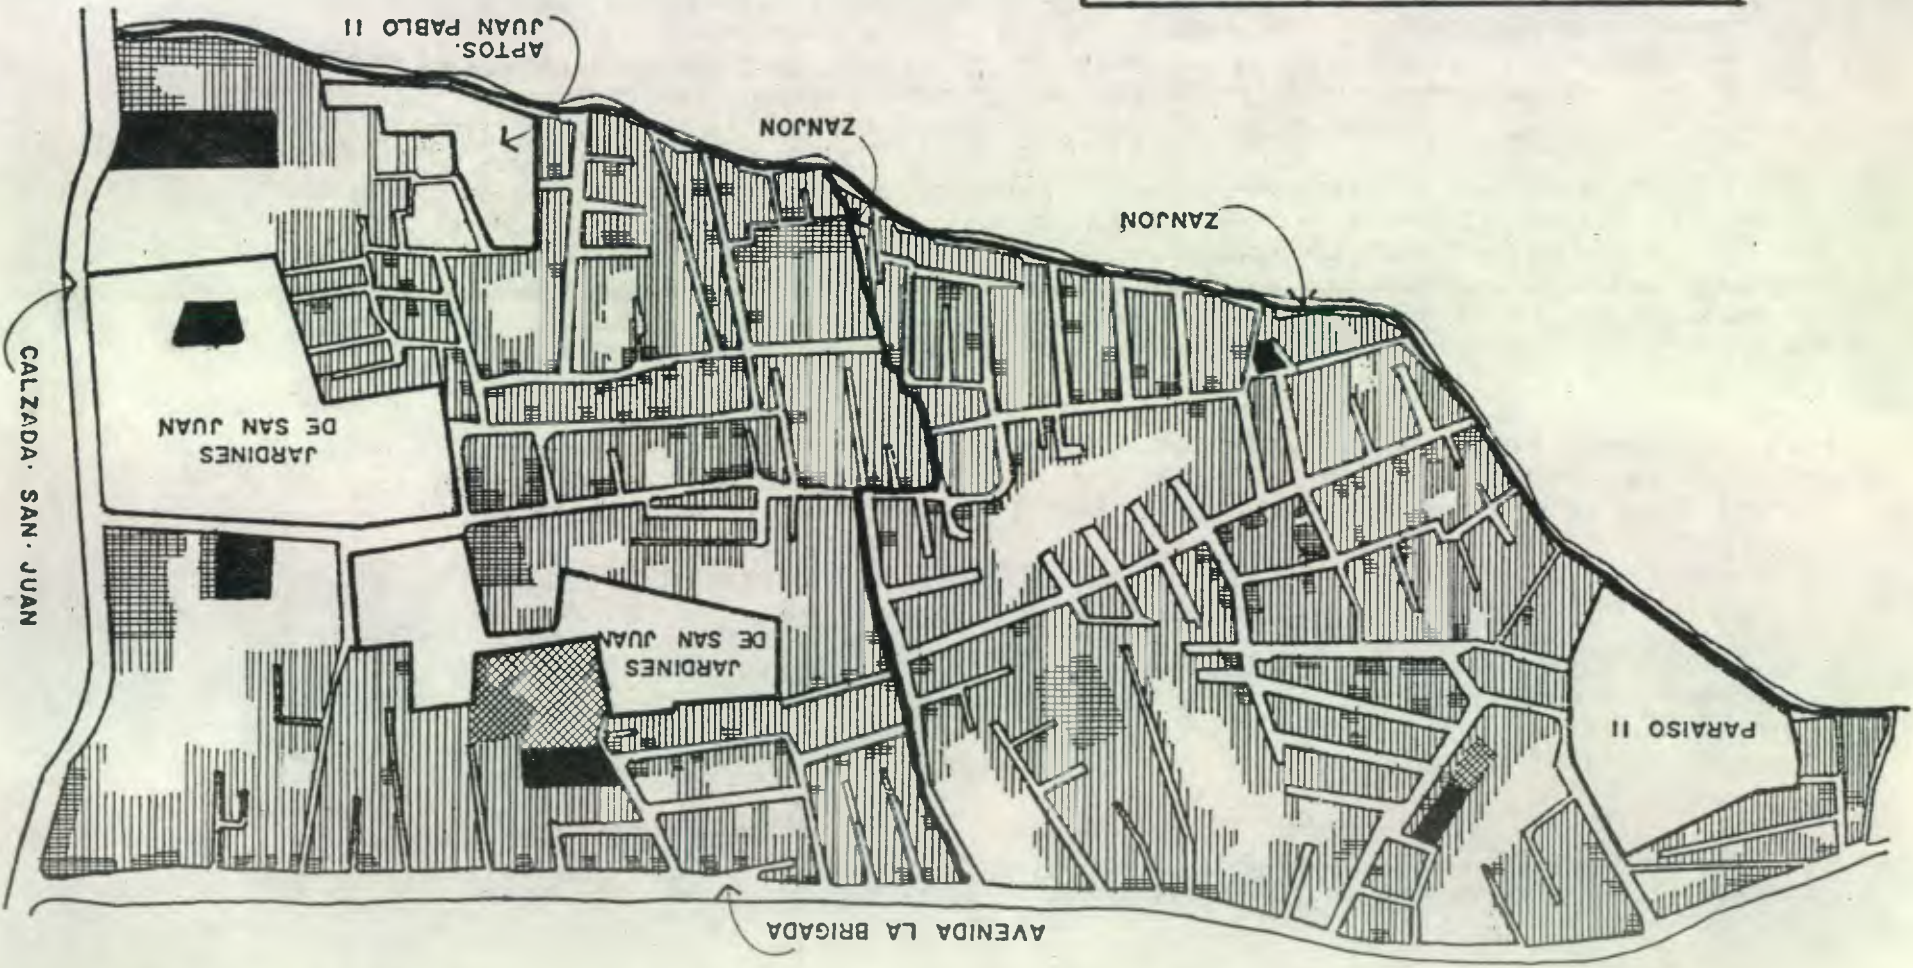 AVENIDA LA BRIGADA
PARAISO II
JARDINES
DE SAN JUAN
JARDINES
DE SAN JUAN
CALZADA. SAN. JUAN
ZANJON
ZANJON
APTOS.
JUAN PABLO II